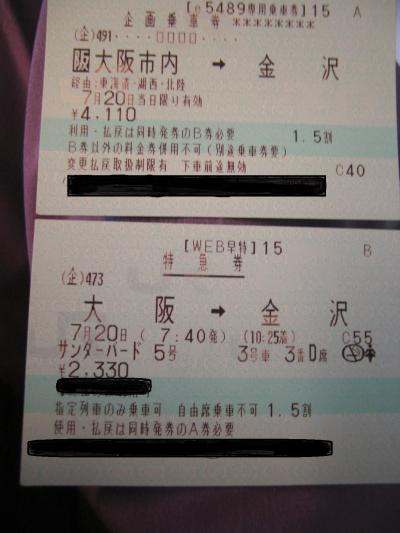 [e5489専用乗車券]15 A
企画乗車券 ********
(企)491・・・・□□□□・・・・
阪大阪市内 → 金沢
経由:東海道・湖西・北陸
7月20日当日限り有効
¥4,110
利用・払戻は同時発券のB券必要 1.5割
B券以外の料金券併用不可(別途乗車券要)
変更払戻取扱制限有 下車前途無効 C40
[WEB早特]15 B
特急券
(企)473
大阪 → 金沢
7月20日( 7:40発) (10:25着) C55
サンダーバード 5号 3号車 3番D席
¥2,330
指定列車のみ乗車可 自由席乗車不可 1.5割
使用・払戻は同時発券のA券必要